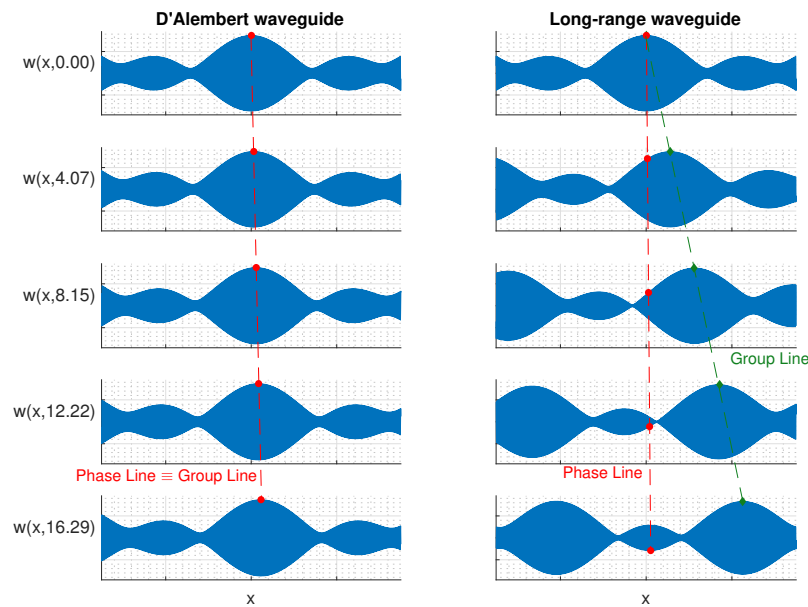 D'Alembert waveguide
Long-range waveguide
w(x,0.00)
w(x,4.07)
w(x,8.15)
Group Line
w(x,12.22)
Phase Line ≡ Group Line
Phase Line
w(x,16.29)
x
x